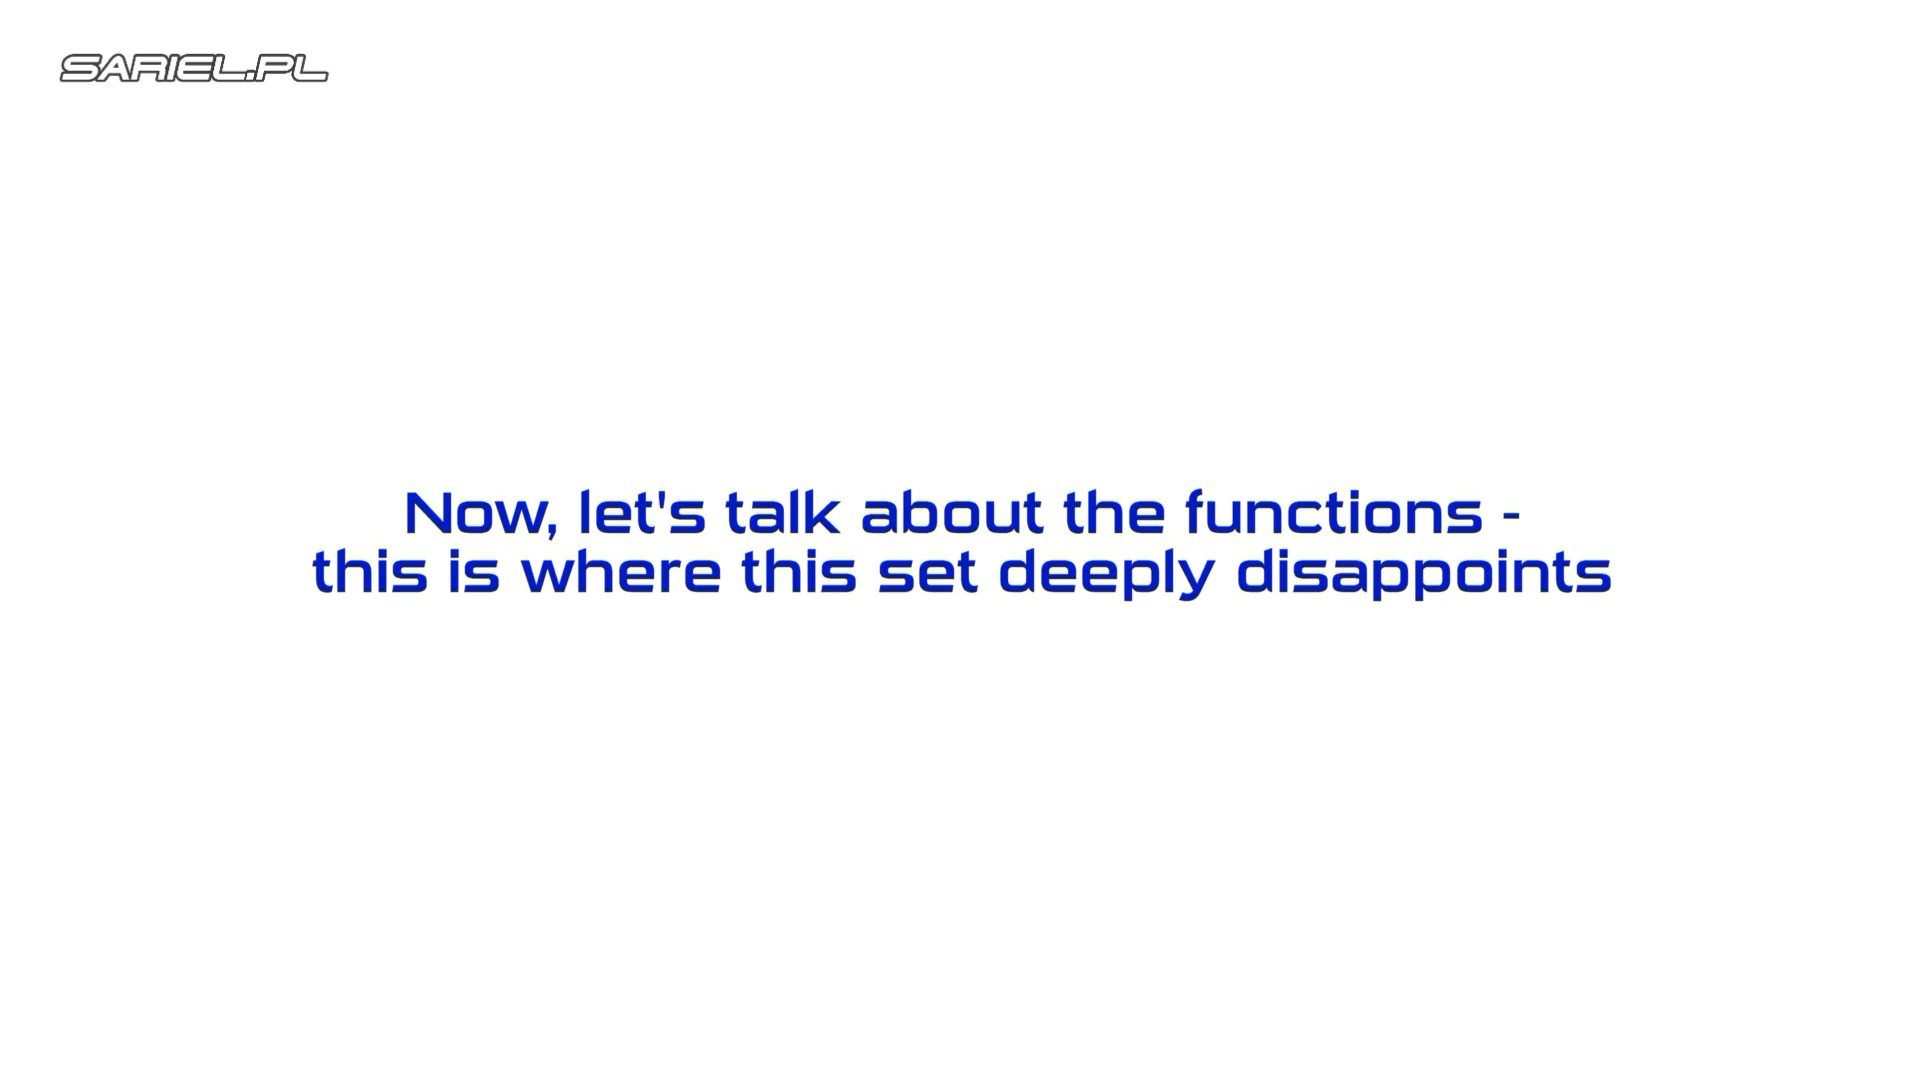 SARIEL.PL
Now, let's talk about the functions -
this is where this set deeply disappoints